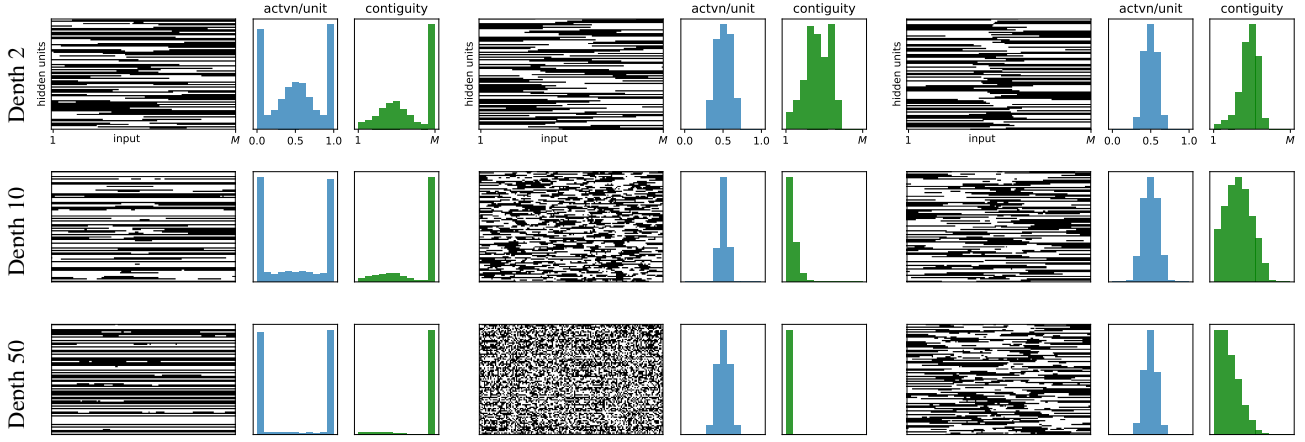 actvn/unit contiguity actvn/unit contiguity actvn/unit contiguity
Depth 2
hidden units hidden units hidden units
1 input M 0.0 0.5 1.0 1 M 1 input M 0.0 0.5 1.0 1 M 1 input M 0.0 0.5 1.0 1 M
Depth 10
Depth 50